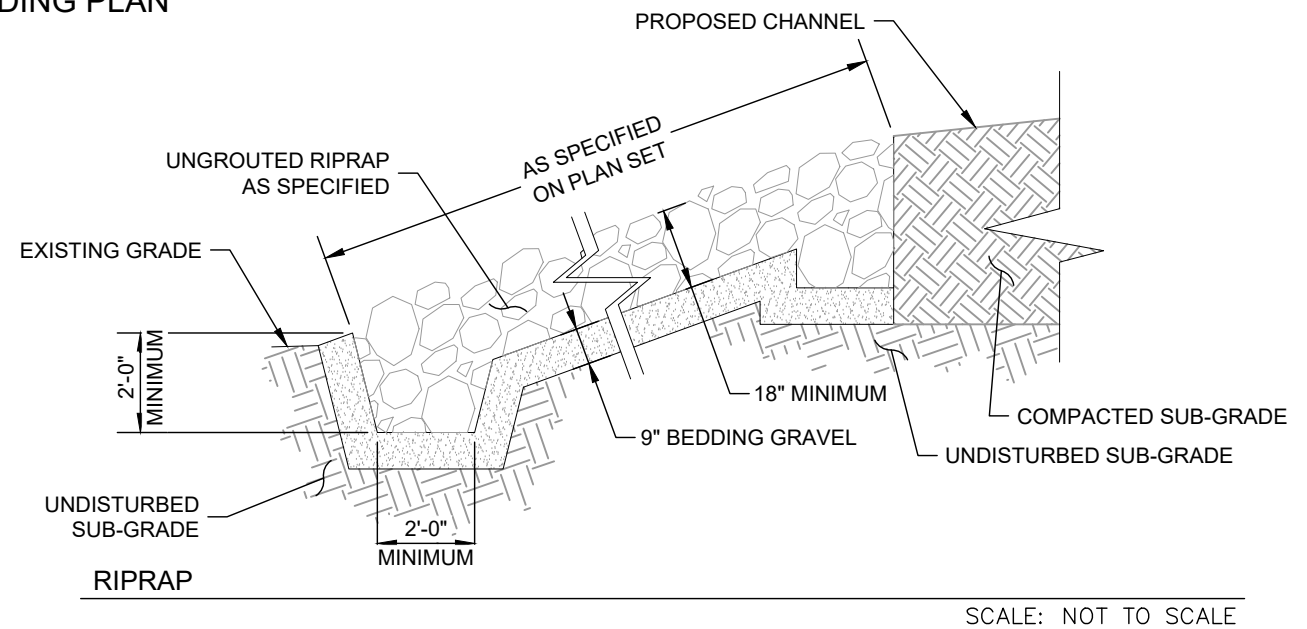 DING PLAN
PROPOSED CHANNEL
AS SPECIFIED
ON PLAN SET
UNGROUTED RIPRAP
AS SPECIFIED
EXISTING GRADE
2'-0"
MINIMUM
18" MINIMUM
9" BEDDING GRAVEL
COMPACTED SUB-GRADE
UNDISTURBED SUB-GRADE
UNDISTURBED
SUB-GRADE
2'-0"
MINIMUM
RIPRAP
SCALE: NOT TO SCALE